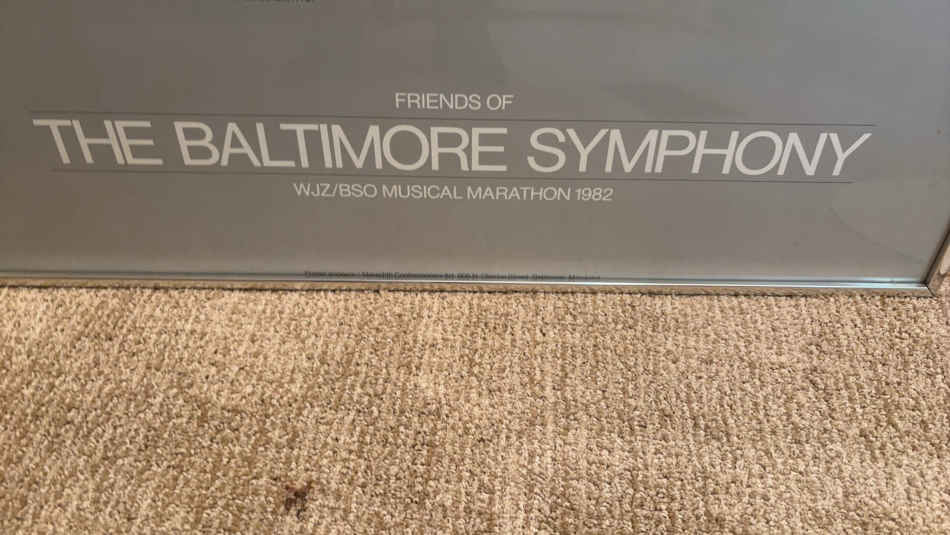 FRIENDS OF
THE BALTIMORE SYMPHONY
WJZ/BSO MUSICAL MARATHON 1982